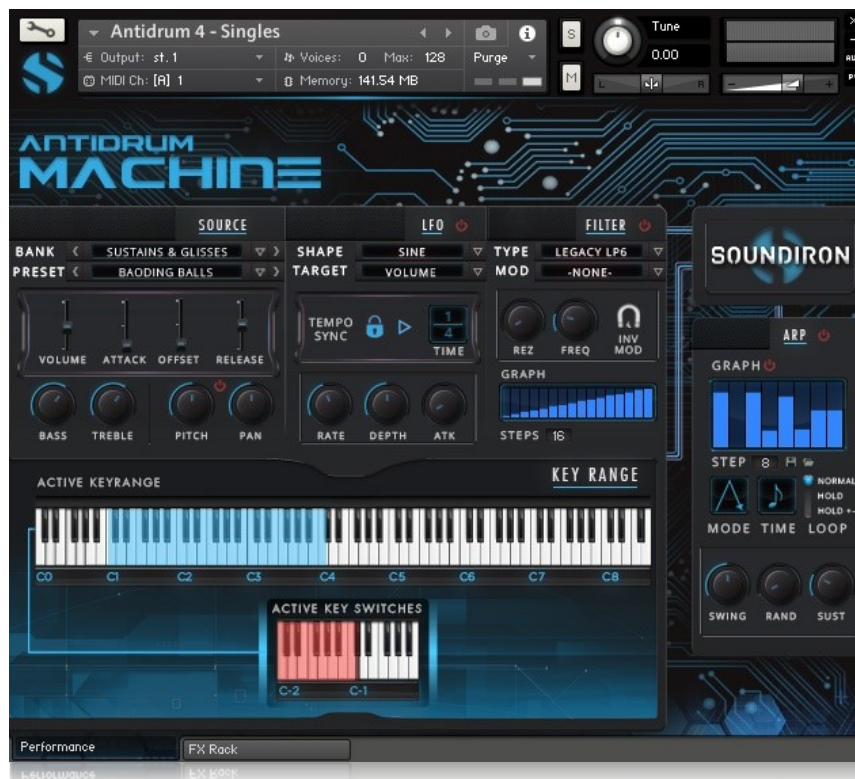 Antidrum 4 - Singles
Output: st. 1
Voices: 0 Max: 128
Purge
MIDI Ch: [A] 1
Memory: 141.54 MB
S
M
Tune
0.00
L R
- +
ANTIDRUM
MACHINE
SOURCE
BANK SUSTAINS & GLISSES
PRESET BAODING BALLS
VOLUME ATTACK OFFSET RELEASE
BASS TREBLE PITCH PAN
LFO
SHAPE SINE
TARGET VOLUME
TEMPO
SYNC
1
4
TIME
RATE DEPTH ATK
FILTER
TYPE LEGACY LP6
MOD -NONE-
REZ FREQ INV
MOD
GRAPH
STEPS 16
SOUNDIRON
ARP
GRAPH
STEP 8
NORMAL
HOLD
HOLD +-
MODE TIME LOOP
SWING RAND SUST
KEY RANGE
ACTIVE KEYRANGE
C0 C1 C2 C3 C4 C5 C6 C7 C8
ACTIVE KEY SWITCHES
C-2 C-1
Performance
FX Rack